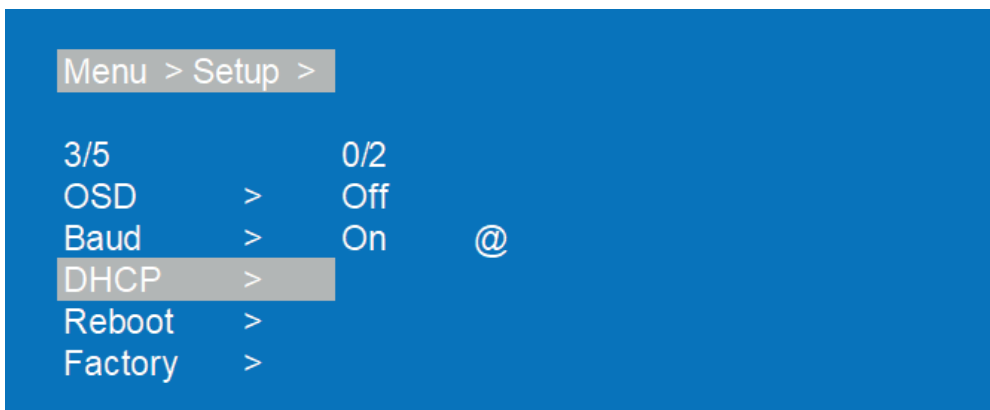 Menu > Setup >
3/5 0/2
OSD > Off
Baud > On @
DHCP >
Reboot >
Factory >